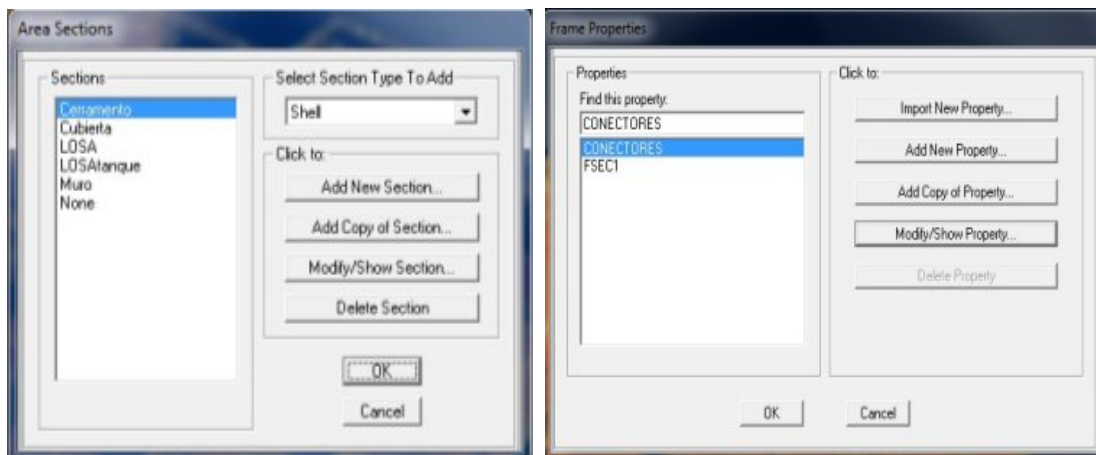 Area Sections
Sections
Cerramento
Cubierta
LOSA
LOSAtanque
Muro
None
Select Section Type To Add
Shell
Click to:
Add New Section...
Add Copy of Section...
Modify/Show Section...
Delete Section
OK
Cancel
Frame Properties
Properties
Find this property:
CONECTORES
CONECTORES
FSEC1
Click to:
Import New Property...
Add New Property...
Add Copy of Property...
Modify/Show Property...
Delete Property
OK
Cancel